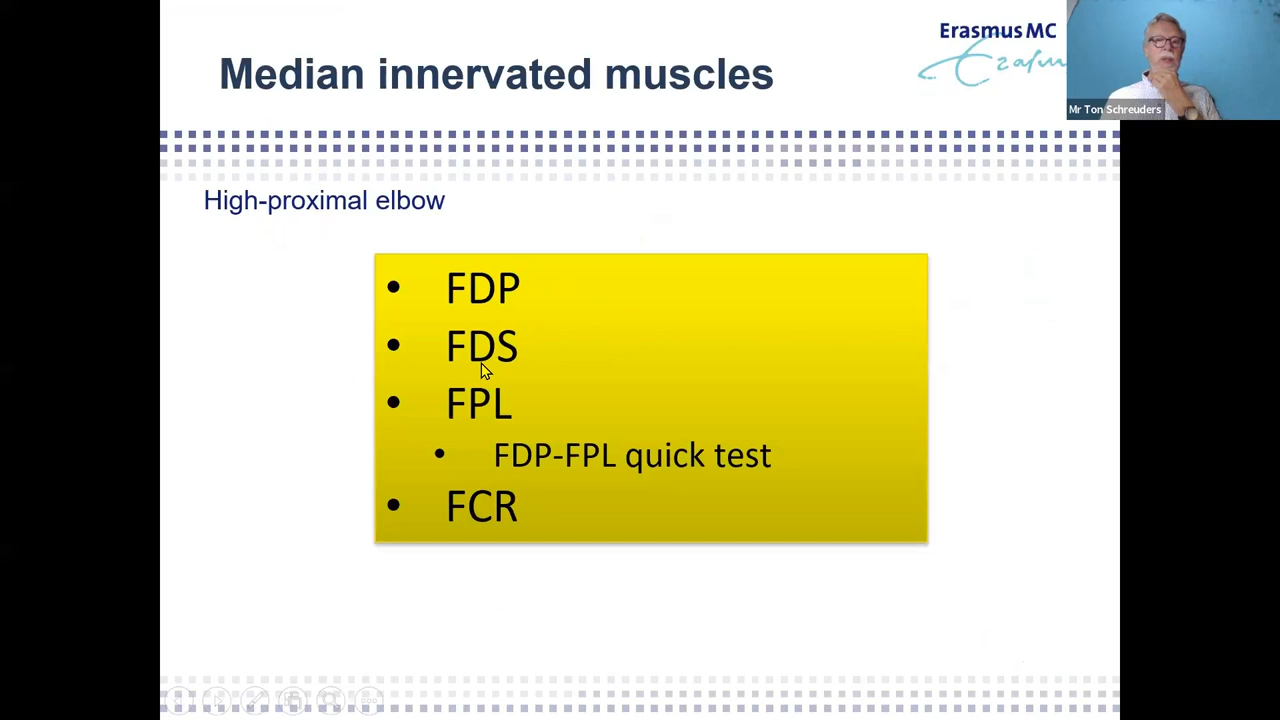 Erasmus MC
Erasmus
Median innervated muscles
Mr Ton Schreuders
High-proximal elbow
• FDP
• FDS
• FPL
• FDP-FPL quick test
• FCR